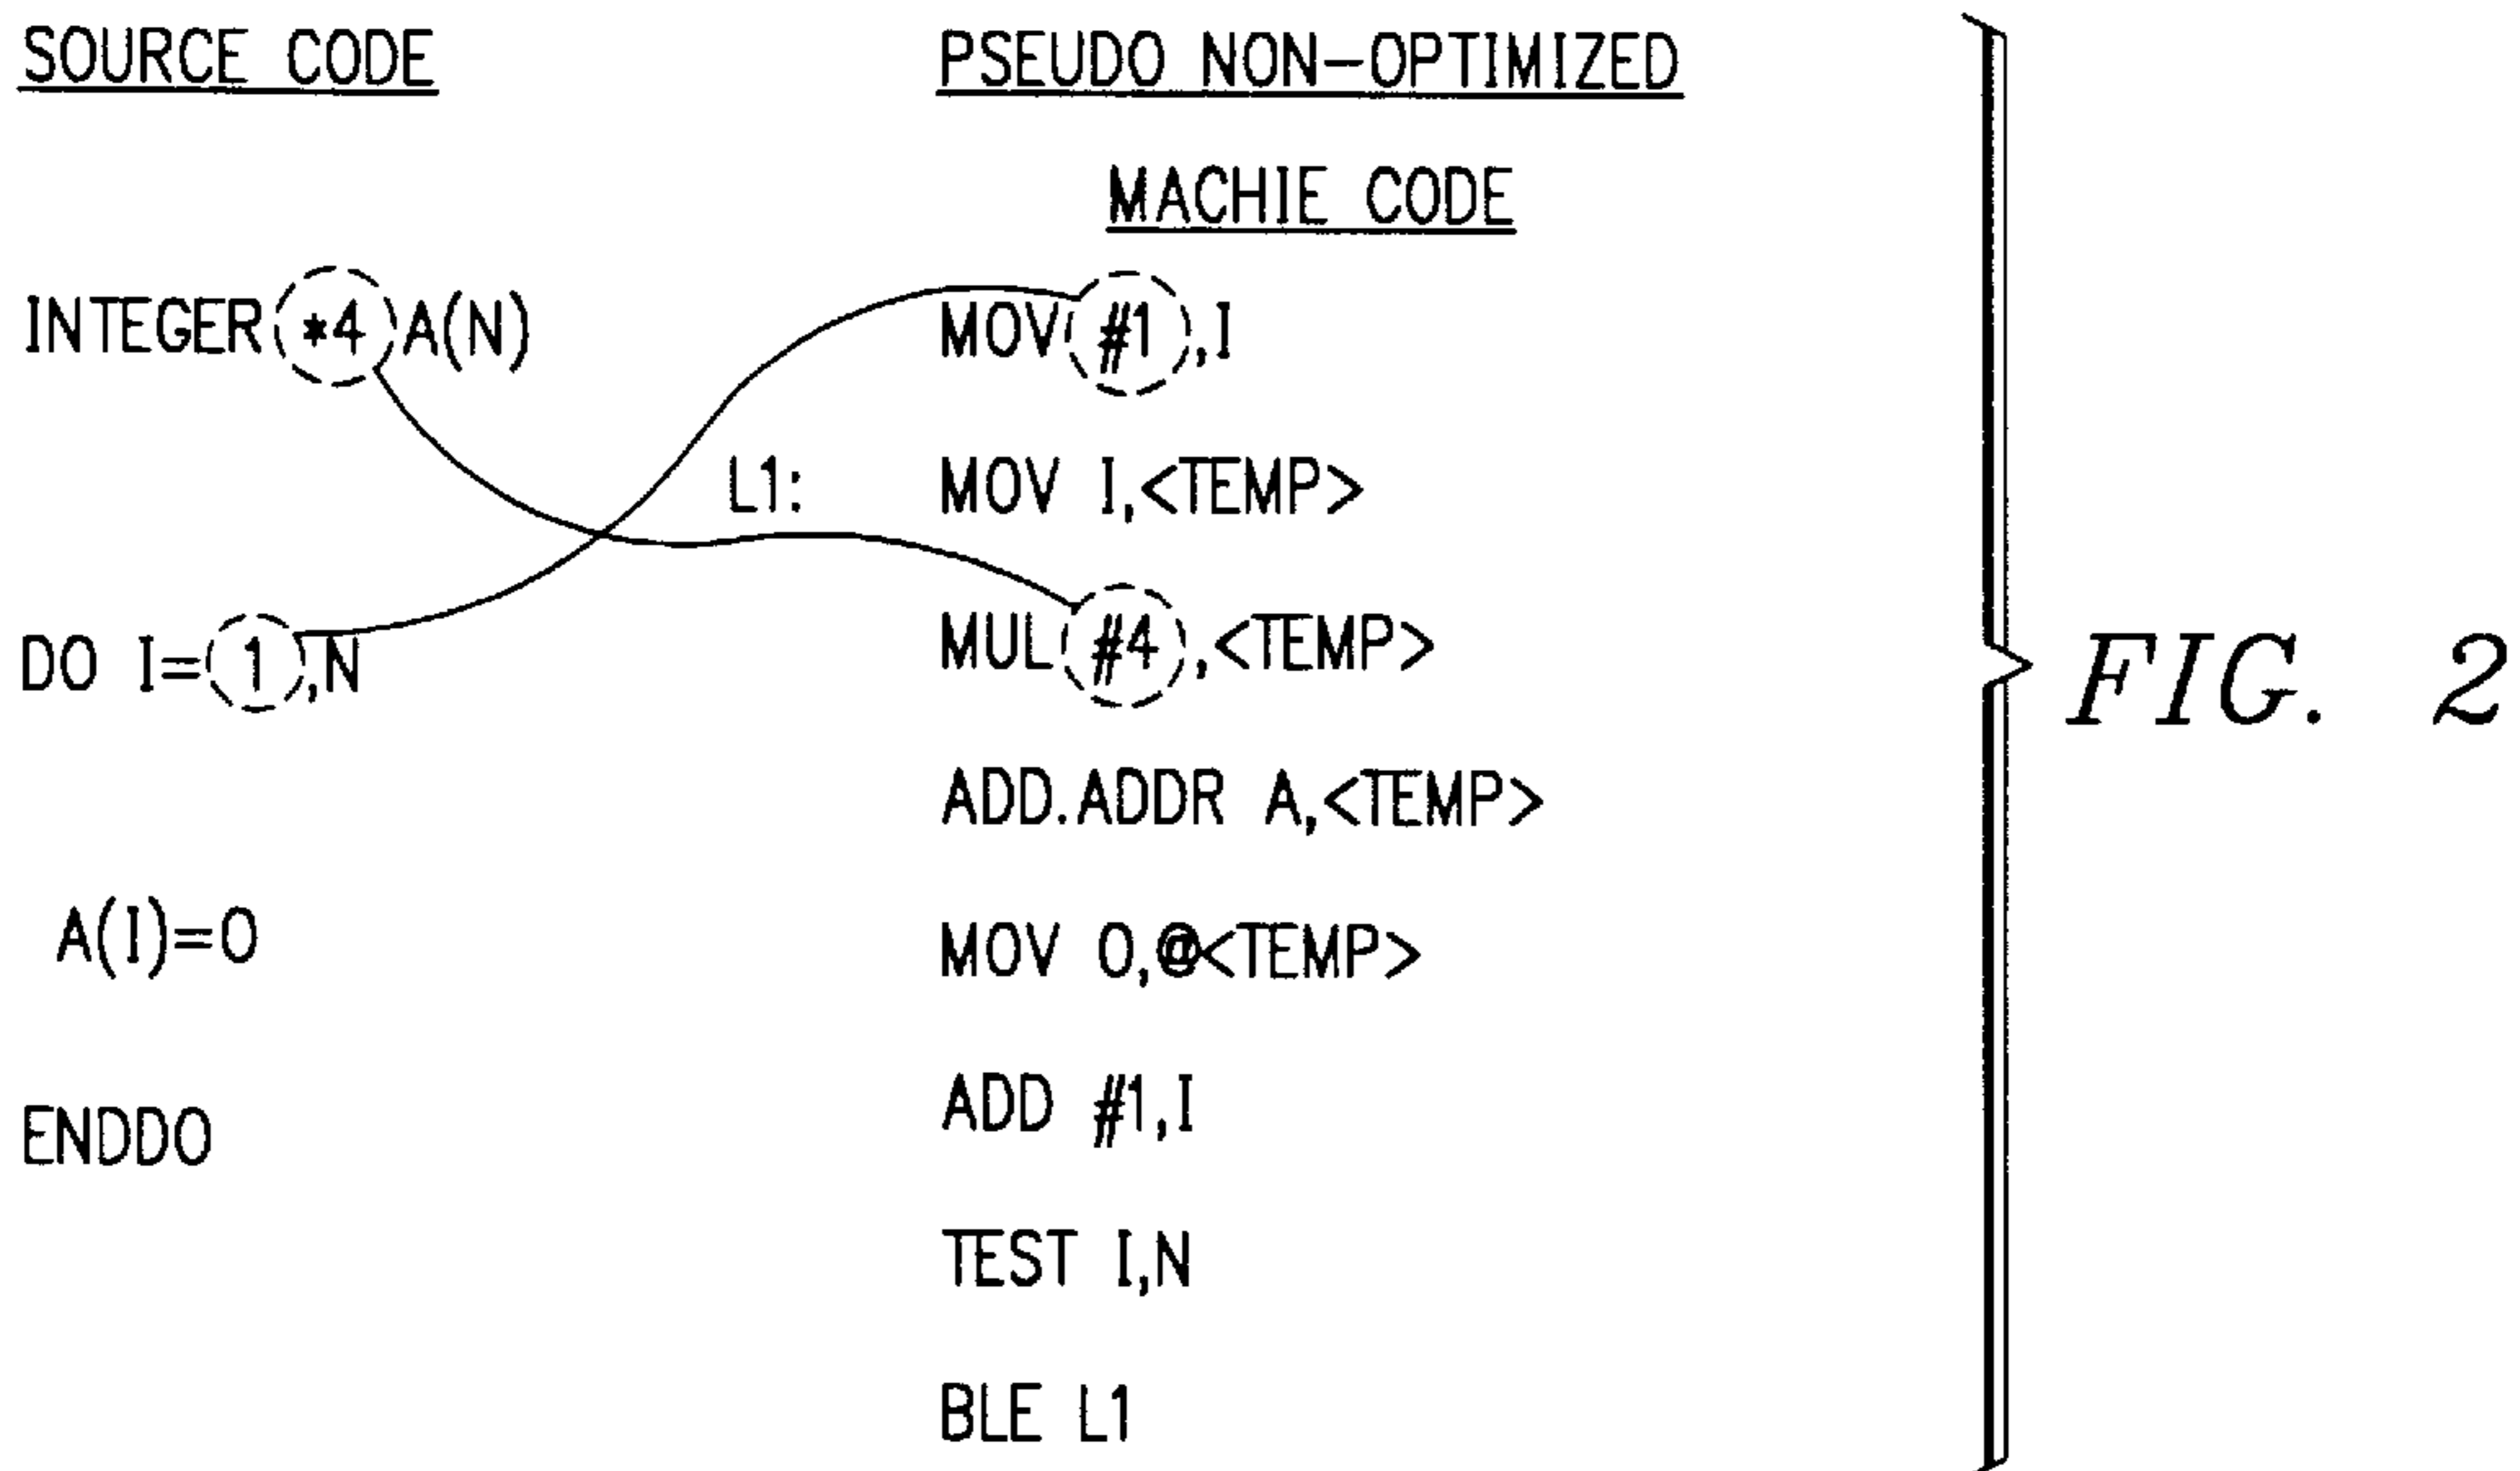 SOURCE CODE
INTEGER *4 A(N)
DO I=1,N
A(I)=0
ENDDO
PSEUDO NON-OPTIMIZED
MACHIE CODE
MOV #1,I
L1: MOV I,<TEMP>
MUL #4,<TEMP>
ADD.ADDR A,<TEMP>
MOV 0,@<TEMP>
ADD #1,I
TEST I,N
BLE L1
FIG. 2